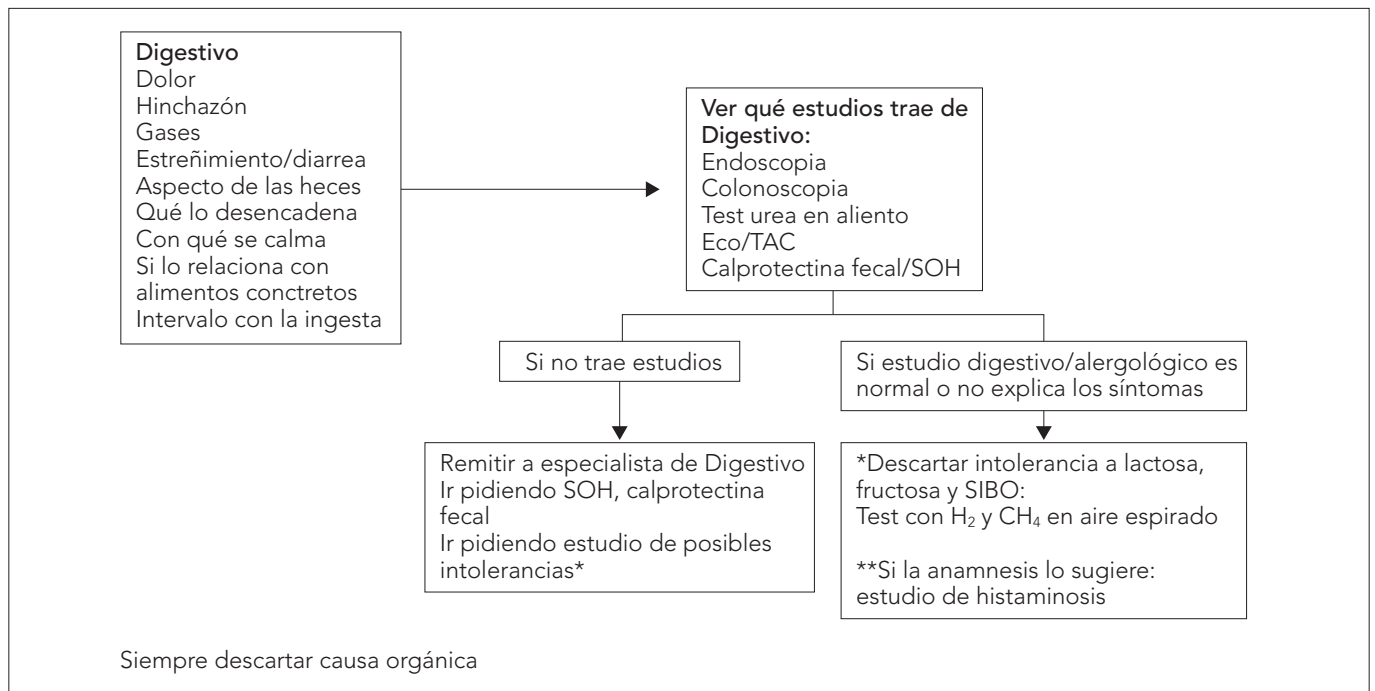 Digestivo
Dolor
Hinchazón
Gases
Estreñimiento/diarrea
Aspecto de las heces
Qué lo desencadena
Con qué se calma
Si lo relaciona con
alimentos conctretos
Intervalo con la ingesta
Ver qué estudios trae de
Digestivo:
Endoscopia
Colonoscopia
Test urea en aliento
Eco/TAC
Calprotectina fecal/SOH
Si no trae estudios
Si estudio digestivo/alergológico es
normal o no explica los síntomas
Remitir a especialista de Digestivo
Ir pidiendo SOH, calprotectina
fecal
Ir pidiendo estudio de posibles
intolerancias*
*Descartar intolerancia a lactosa,
fructosa y SIBO:
Test con H₂ y CH₄ en aire espirado
**Si la anamnesis lo sugiere:
estudio de histaminosis
Siempre descartar causa orgánica